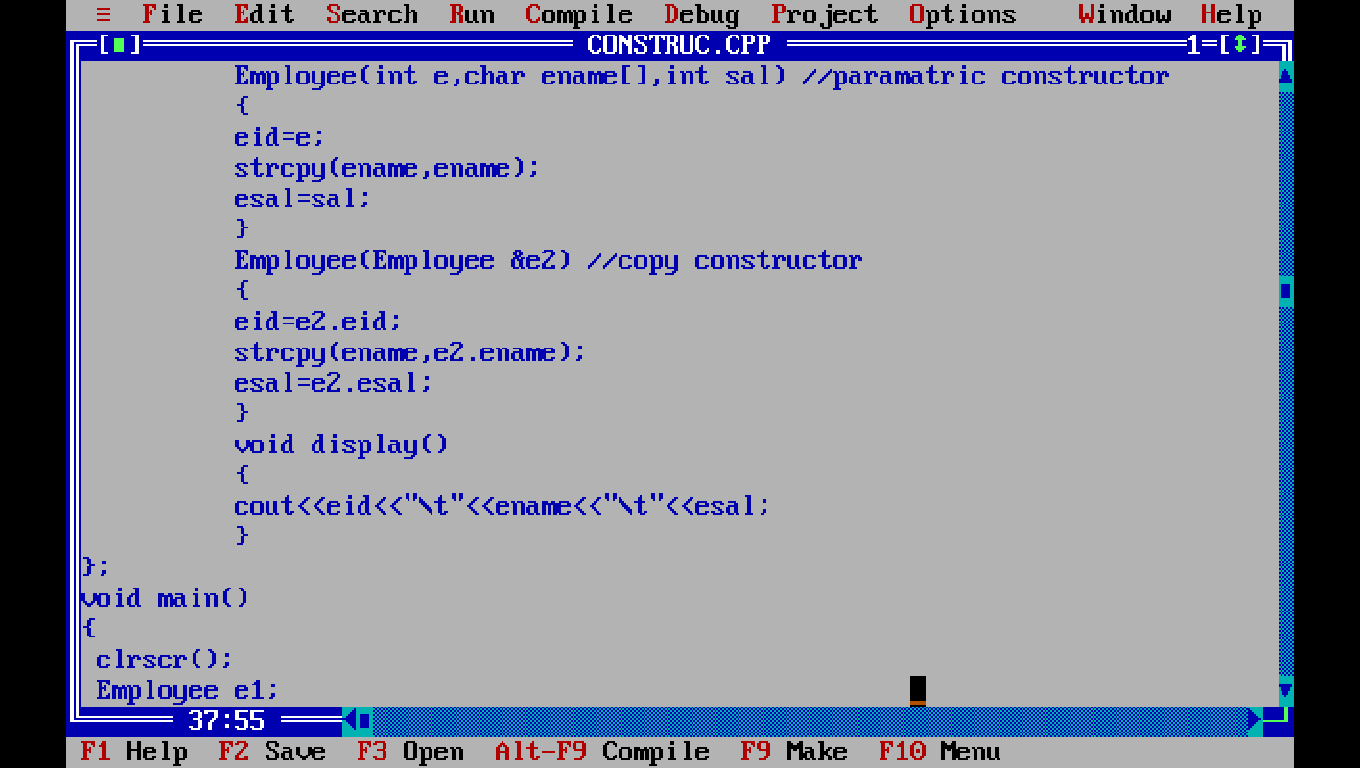 ≡ File Edit Search Run Compile Debug Project Options Window Help
[■] CONSTRUC.CPP 1=[↕]
Employee(int e,char ename[],int sal) //paramatric constructor
{
eid=e;
strcpy(ename,ename);
esal=sal;
}
Employee(Employee &e2) //copy constructor
{
eid=e2.eid;
strcpy(ename,e2.ename);
esal=e2.esal;
}
void display()
{
cout<<eid<<"\t"<<ename<<"\t"<<esal;
}
};
void main()
{
clrscr();
Employee e1;
37:55
F1 Help F2 Save F3 Open Alt-F9 Compile F9 Make F10 Menu